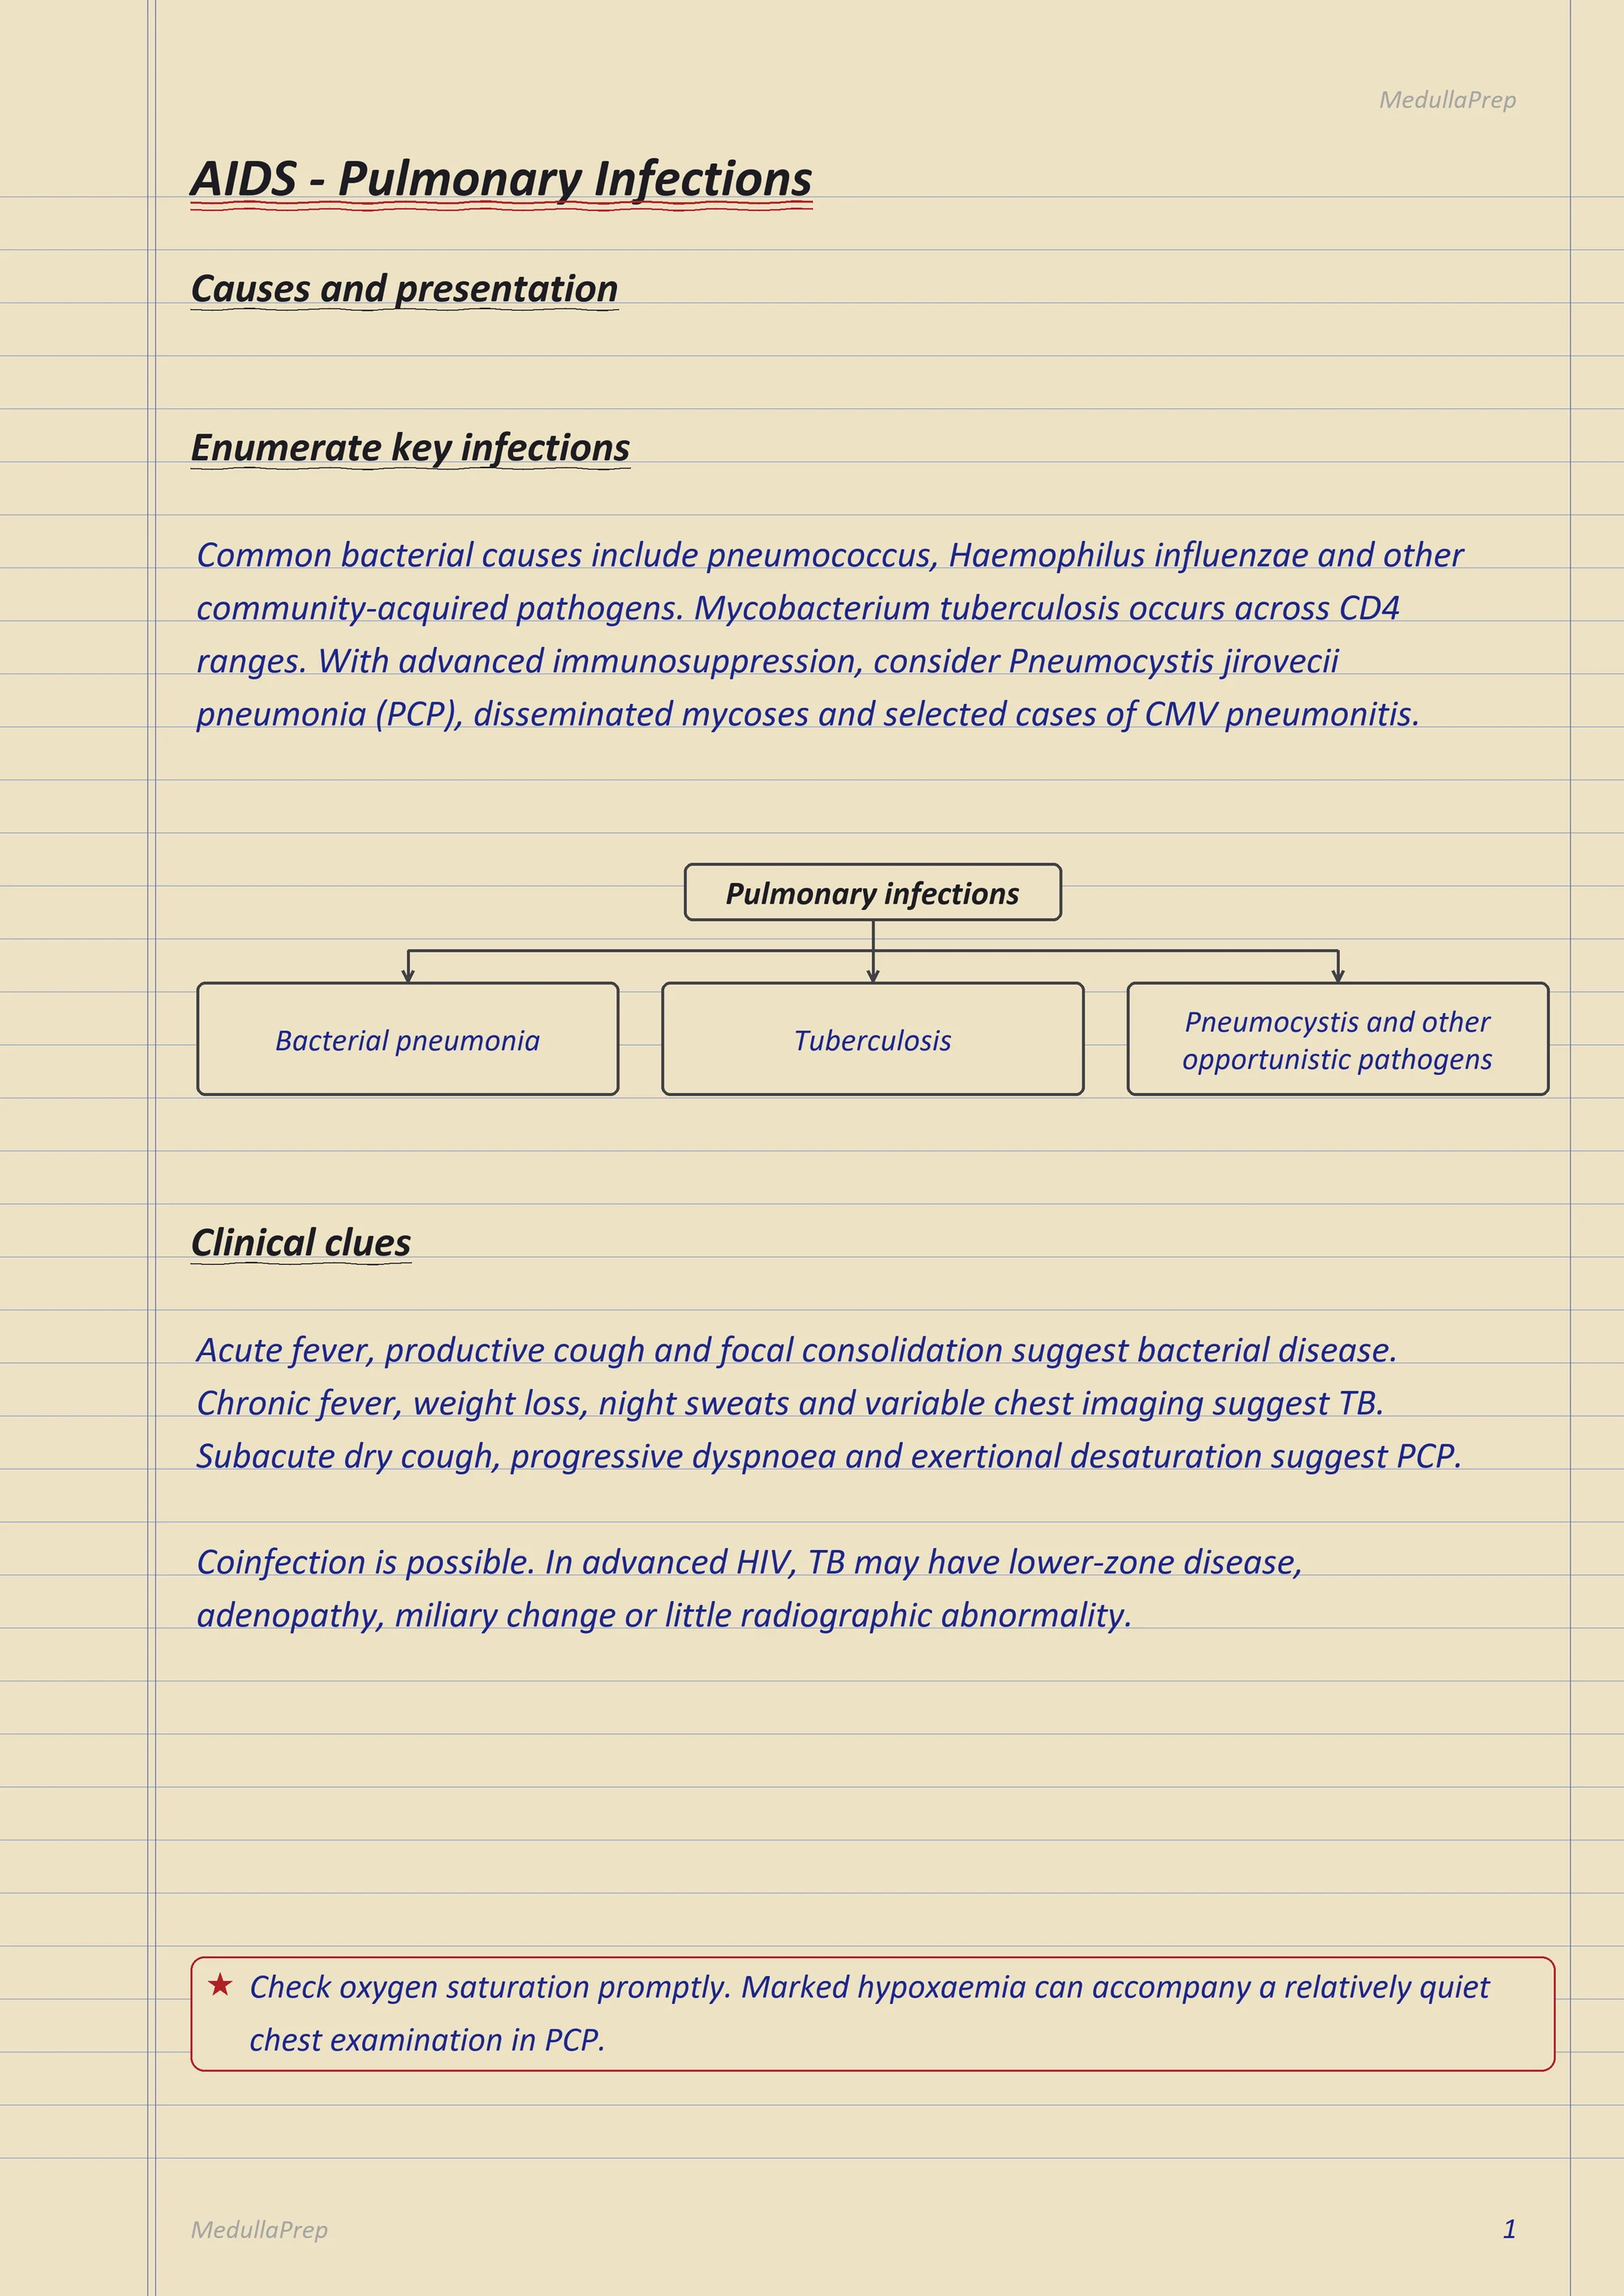 MedullaPrep
AIDS - Pulmonary Infections
Causes and presentation
Enumerate key infections
Common bacterial causes include pneumococcus, Haemophilus influenzae and other
community-acquired pathogens. Mycobacterium tuberculosis occurs across CD4
ranges. With advanced immunosuppression, consider Pneumocystis jirovecii
pneumonia (PCP), disseminated mycoses and selected cases of CMV pneumonitis.
Pulmonary infections
Bacterial pneumonia
Tuberculosis
Pneumocystis and other
opportunistic pathogens
Clinical clues
Acute fever, productive cough and focal consolidation suggest bacterial disease.
Chronic fever, weight loss, night sweats and variable chest imaging suggest TB.
Subacute dry cough, progressive dyspnoea and exertional desaturation suggest PCP.
Coinfection is possible. In advanced HIV, TB may have lower-zone disease,
adenopathy, miliary change or little radiographic abnormality.
★ Check oxygen saturation promptly. Marked hypoxaemia can accompany a relatively quiet
chest examination in PCP.
MedullaPrep
1